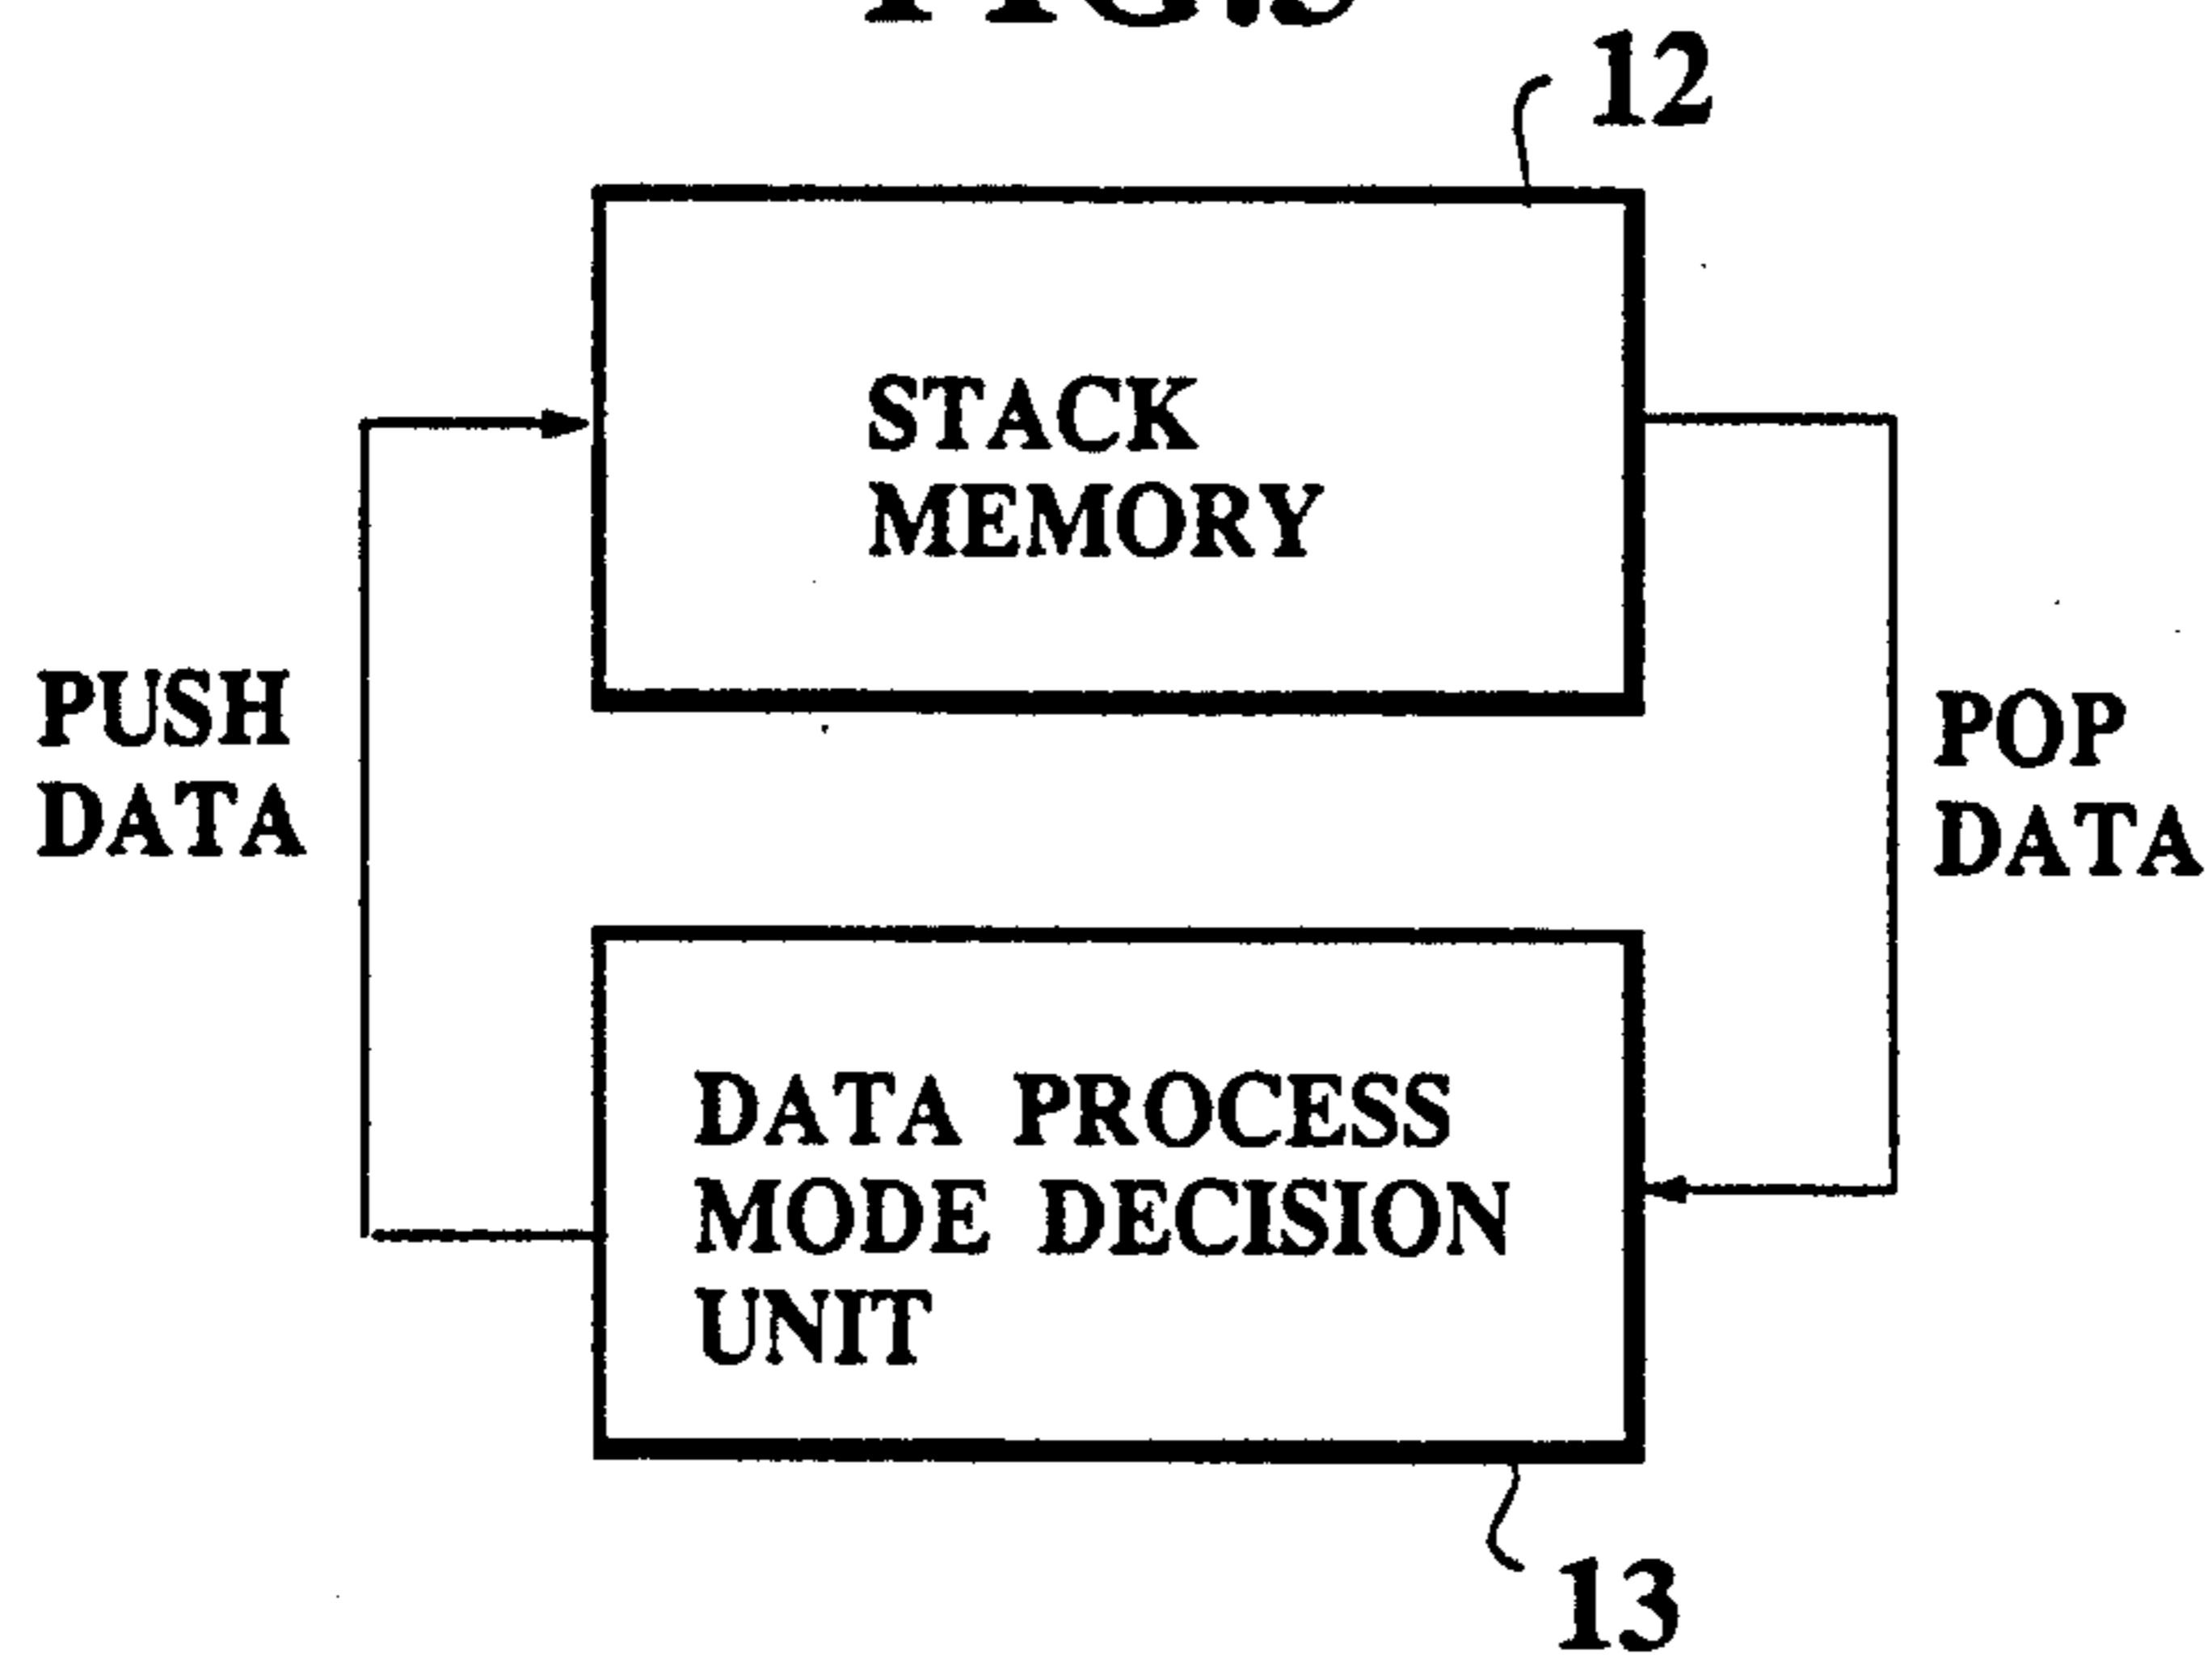 12
STACK
MEMORY
PUSH
DATA
POP
DATA
DATA PROCESS
MODE DECISION
UNIT
13